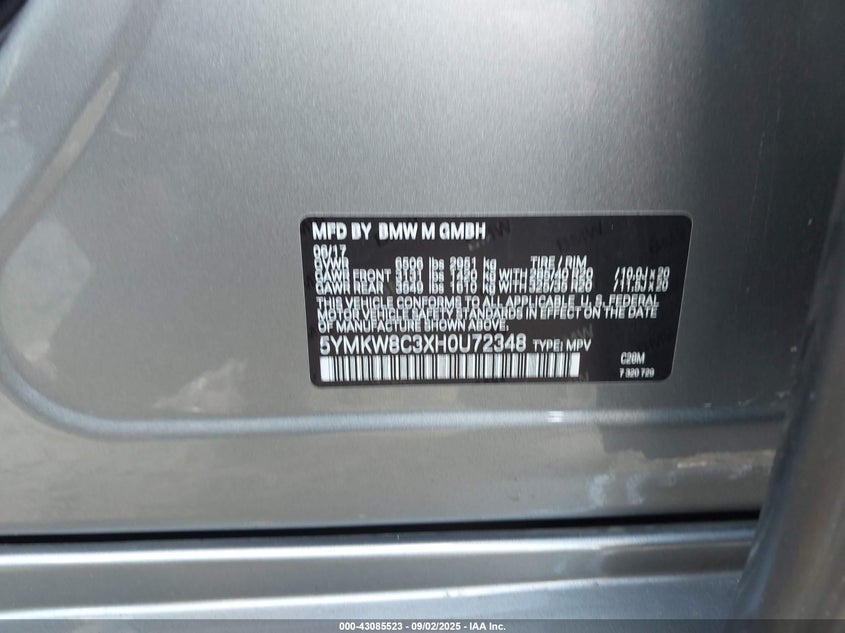 MFD BY BMW M GMBH
06/17
GVWR 6506 lbs 2951 kg TIRE / RIM
GAWR FRONT 3131 lbs 1420 kg WITH 285/40 R20 /10.0J x 20
GAWR REAR lbs kg WITH 325/35 R20 /11.5J x 20
THIS VEHICLE CONFORMS TO ALL APPLICABLE U. S. FEDERAL
MOTOR VEHICLE SAFETY STANDARDS IN EFFECT ON THE DATE
OF MANUFACTURE SHOWN ABOVE.
5YMKW8C3XH0U72348 TYPE: MPV
C28M
7 320 729
000-43085523 - 09/02/2025 - IAA Inc.